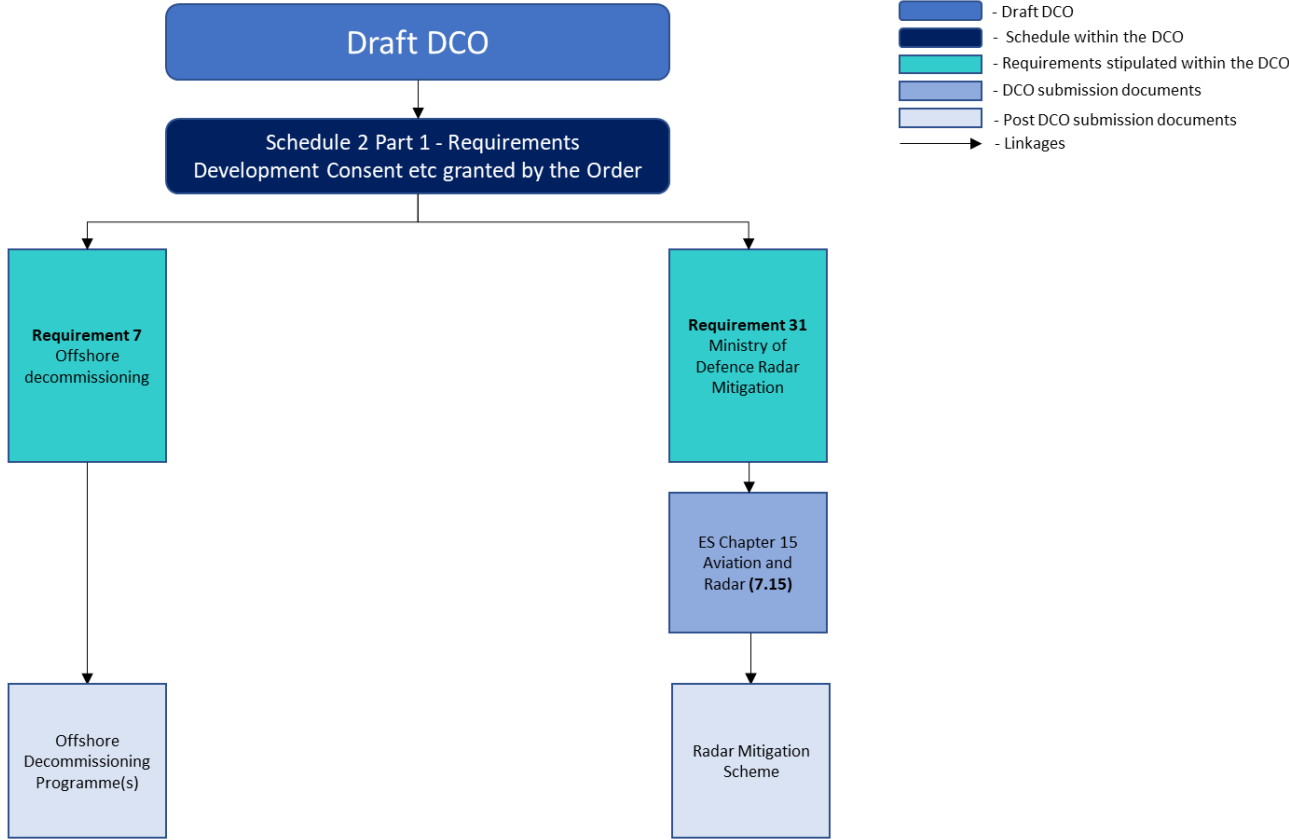 Draft DCO
Schedule 2 Part 1 - Requirements
Development Consent etc granted by the Order
Requirement 7
Offshore
decommissioning
Requirement 31
Ministry of
Defence Radar
Mitigation
ES Chapter 15
Aviation and
Radar (7.15)
Offshore
Decommissioning
Programme(s)
Radar Mitigation
Scheme
- Draft DCO
- Schedule within the DCO
- Requirements stipulated within the DCO
- DCO submission documents
- Post DCO submission documents
- Linkages